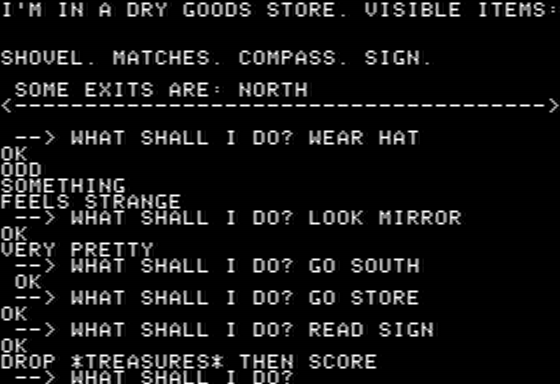 I'M IN A DRY GOODS STORE. VISIBLE ITEMS:
SHOVEL. MATCHES. COMPASS. SIGN.
SOME EXITS ARE: NORTH
<-------------------------------------->
--> WHAT SHALL I DO? WEAR HAT
OK
ODD
SOMETHING
FEELS STRANGE
--> WHAT SHALL I DO? LOOK MIRROR
OK
VERY PRETTY
--> WHAT SHALL I DO? GO SOUTH
OK
--> WHAT SHALL I DO? GO STORE
OK
--> WHAT SHALL I DO? READ SIGN
OK
DROP *TREASURES* THEN SCORE
--> WHAT SHALL I DO?